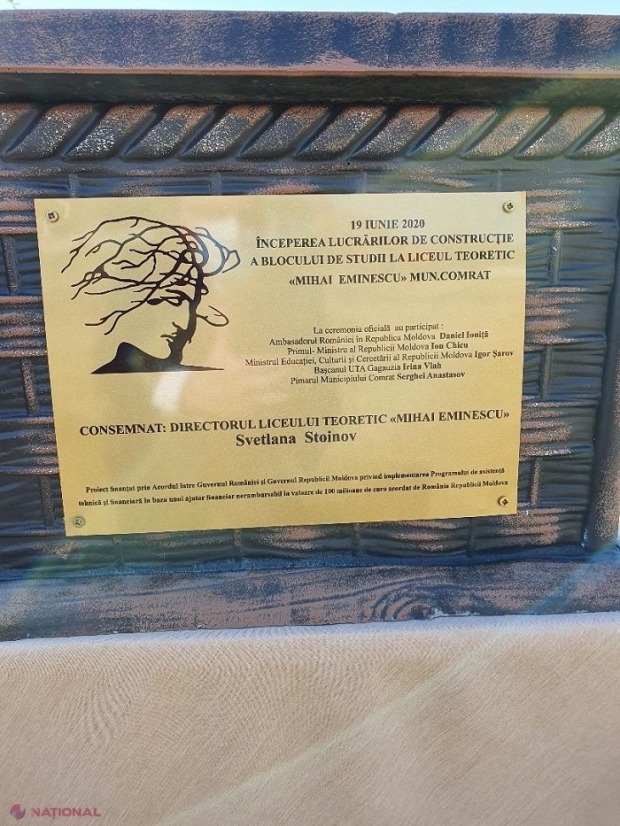 19 IUNIE 2020
ÎNCEPEREA LUCRĂRILOR DE CONSTRUCȚIE
A BLOCULUI DE STUDII LA LICEUL TEORETIC
«MIHAI EMINESCU» MUN.COMRAT
La ceremonia oficială au participat :
Ambasadorul României în Republica Moldova Daniel Ioniță
Primul- Ministru al Republicii Moldova Ion Chicu
Ministrul Educației, Culturii și Cercetării al Republicii Moldova Igor Șarov
Bașcanul UTA Gagauzia Irina Vlah
Pimarul Municipiului Comrat Serghei Anastasov
CONSEMNAT: DIRECTORUL LICEULUI TEORETIC «MIHAI EMINESCU»
Svetlana Stoinov
Proiect finanțat prin Acordul între Guvernul României și Guvernul Republicii Moldova privind implementarea Programului de asistență
tehnică și financiară în baza unui ajutor financiar nerambursabil în valoare de 100 milioane de euro acordat de România Republicii Moldova
NAȚIONAL